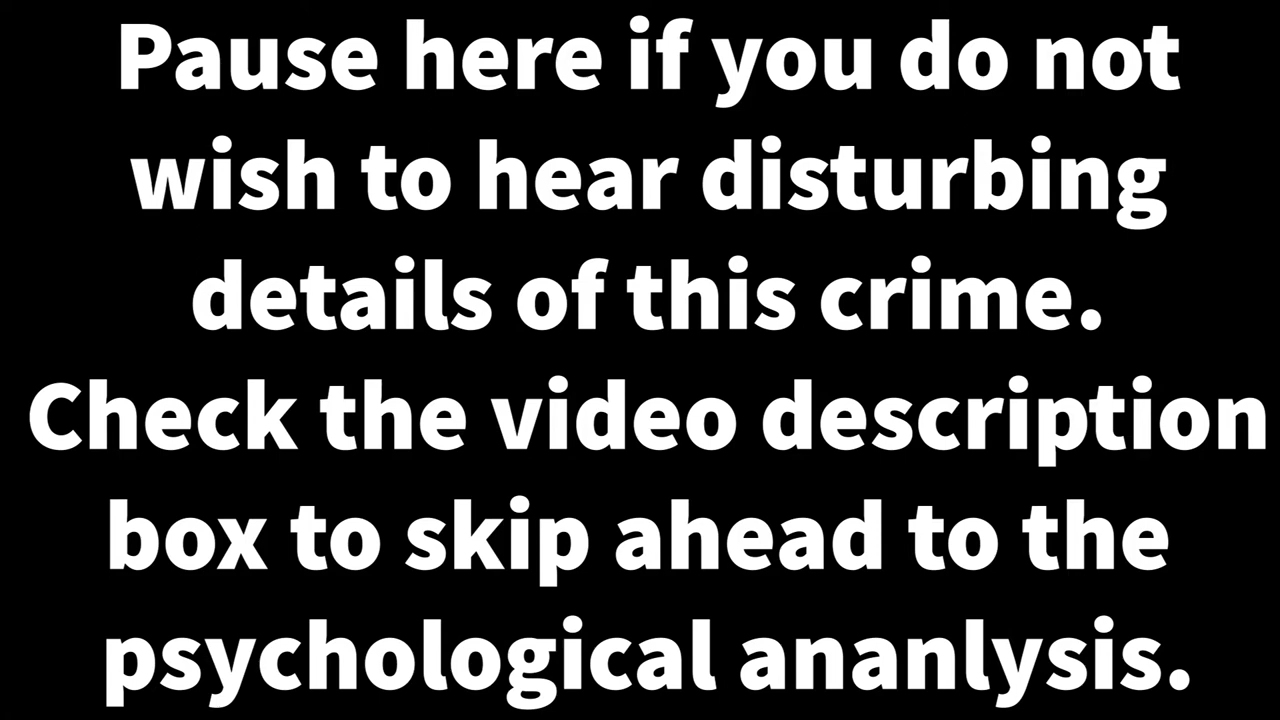 Pause here if you do not
wish to hear disturbing
details of this crime.
Check the video description
box to skip ahead to the
psychological ananlysis.